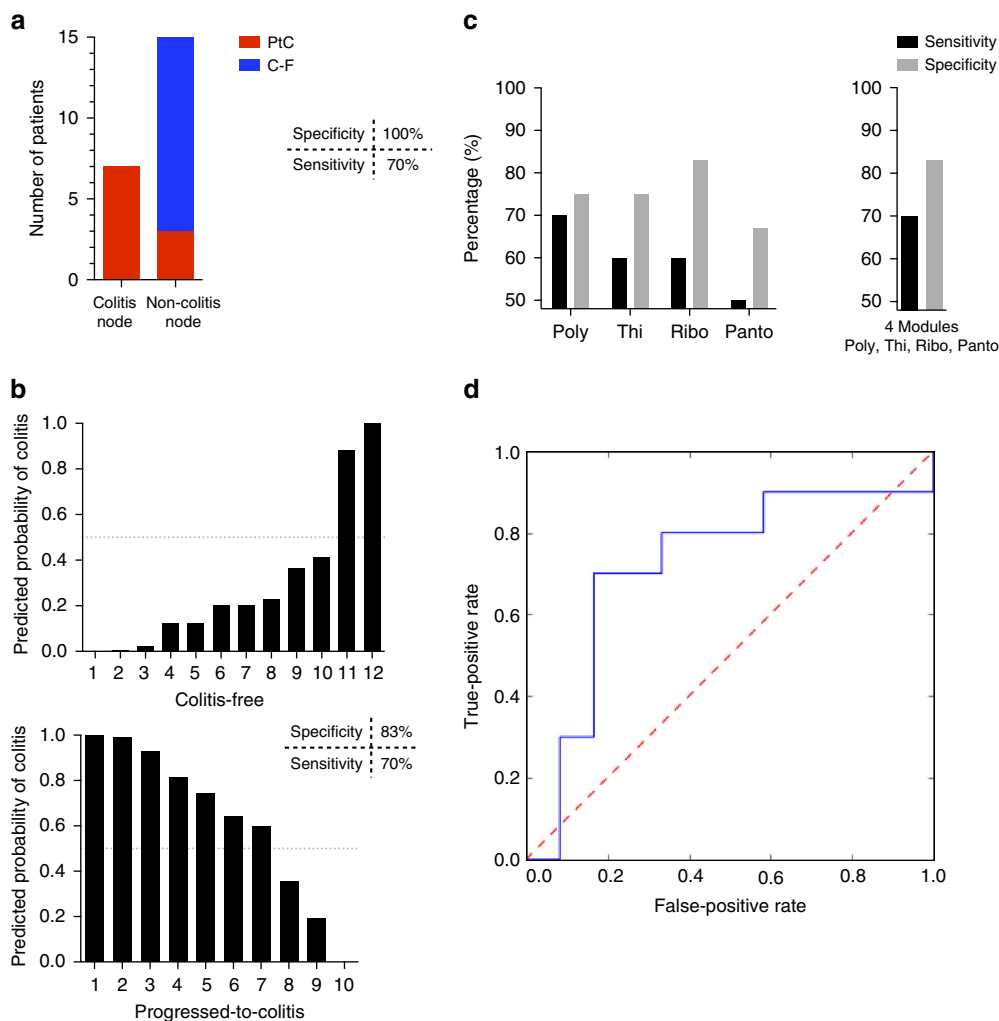 a
15
10
5
0
Number of patients
Colitis node
Non-colitis node
PtC
C-F
Specificity 100%
Sensitivity 70%
c
Sensitivity
Specificity
100
90
80
70
60
50
Percentage (%)
Poly Thi Ribo Panto
100
90
80
70
60
50
4 Modules
Poly, Thi, Ribo, Panto
b
1.0
0.8
0.6
0.4
0.2
0.0
Predicted probability of colitis
1 2 3 4 5 6 7 8 9 10 11 12
Colitis-free
Specificity 83%
Sensitivity 70%
1.0
0.8
0.6
0.4
0.2
0.0
Predicted probability of colitis
1 2 3 4 5 6 7 8 9 10
Progressed-to-colitis
d
1.0
0.8
0.6
0.4
0.2
0.0
True-positive rate
0.0 0.2 0.4 0.6 0.8 1.0
False-positive rate